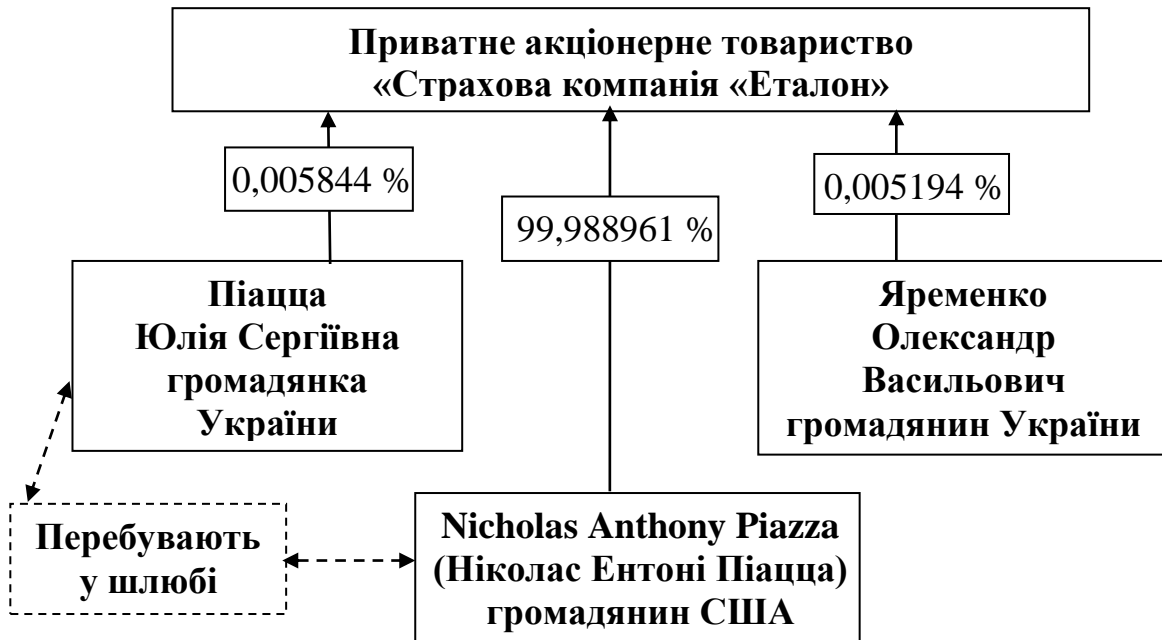 Приватне акціонерне товариство
«Страхова компанія «Еталон»
0,005844 %
99,988961 %
0,005194 %
Піацца
Юлія Сергіївна
громадянка
України
Яременко
Олександр
Васильович
громадянин України
Перебувають
у шлюбі
Nicholas Anthony Piazza
(Ніколас Ентоні Піацца)
громадянин США